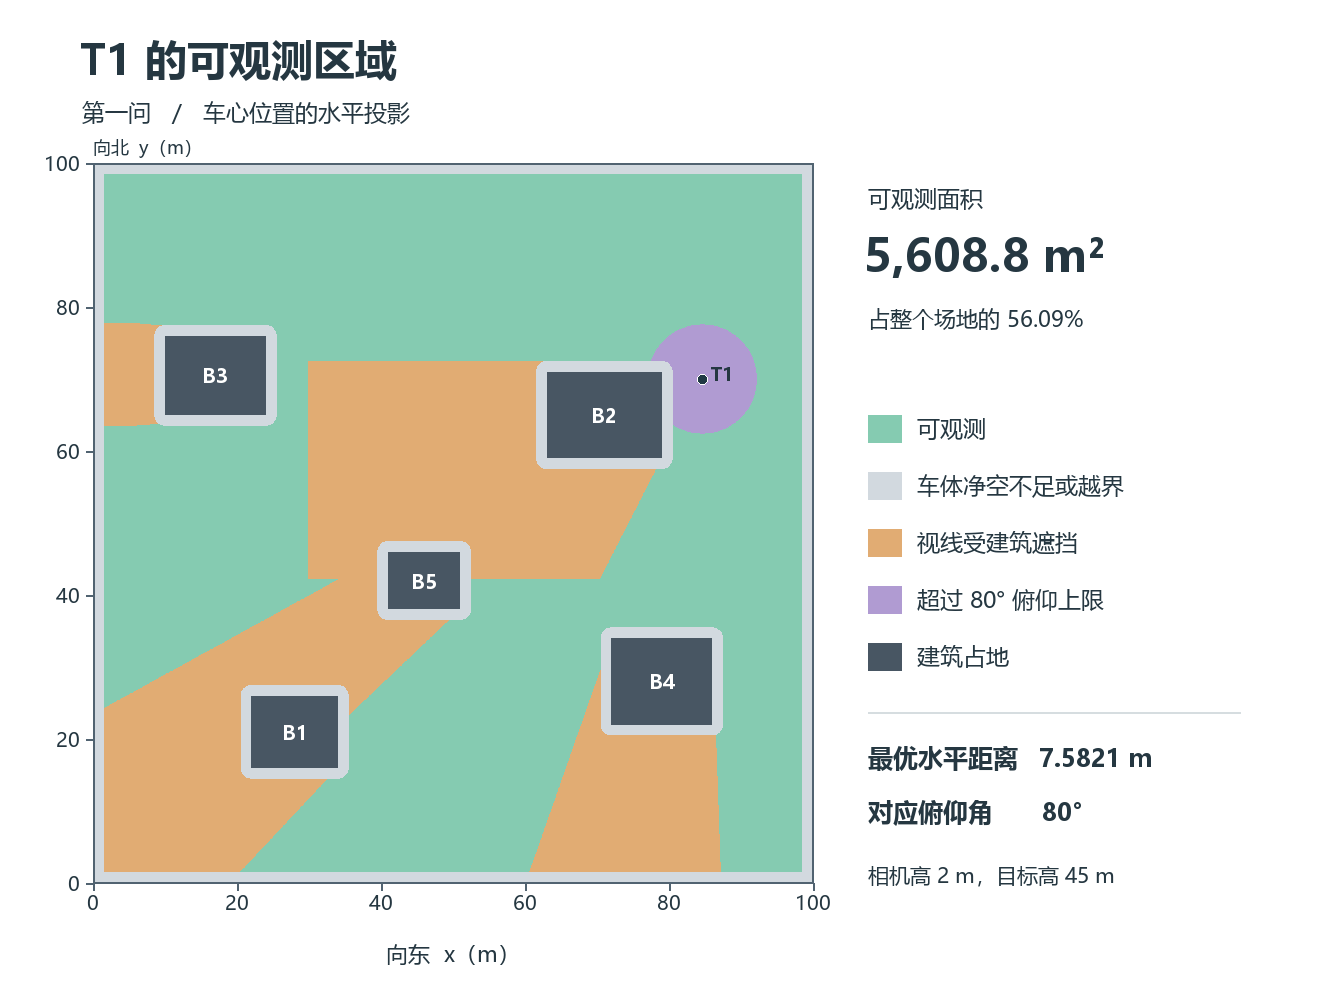 T1 的可观测区域
第一问 / 车心位置的水平投影
向北 y（m）
100
80
60
40
20
0
0 20 40 60 80 100
向东 x（m）
B3
B2
T1
B5
B4
B1
可观测面积
5,608.8 m²
占整个场地的 56.09%
可观测
车体净空不足或越界
视线受建筑遮挡
超过 80° 俯仰上限
建筑占地
最优水平距离 7.5821 m
对应俯仰角 80°
相机高 2 m，目标高 45 m